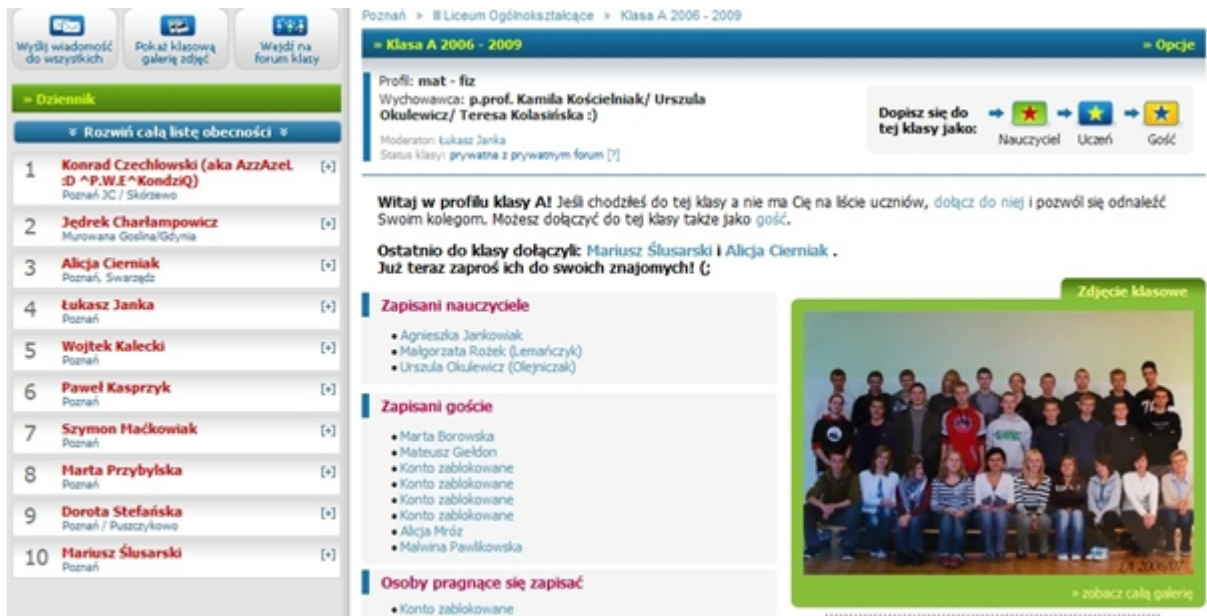 Wyślij wiadomość
do wszystkich
Pokaż klasową
galerię zdjęć
Wejdź na
forum klasy
» Dziennik
Rozwiń całą listę obecności
1 Konrad Czechlowski (aka AzzAzeL [+]
:D ^P.W.E^KondziQ)
Poznań JC / Skórzewo
2 Jędrek Charłampowicz [+]
Murowana Goślina/Gdynia
3 Alicja Cierniak [+]
Poznań, Swarzędz
4 Łukasz Janka [+]
Poznań
5 Wojtek Kalecki [+]
Poznań
6 Paweł Kasprzyk [+]
Poznań
7 Szymon Maćkowiak [+]
Poznań
8 Marta Przybylska [+]
Poznań
9 Dorota Stefańska [+]
Poznań / Puszczykowo
10 Mariusz Ślusarski [+]
Poznań
Poznań » III Liceum Ogólnokształcące » Klasa A 2006 - 2009
» Klasa A 2006 - 2009 » Opcje
Profil: mat - fiz
Wychowawca: p.prof. Kamila Kościelniak/ Urszula
Okulewicz/ Teresa Kolasińska :)
Moderator: Łukasz Janka
Status klasy: prywatna z prywatnym forum [?]
Dopisz się do
tej klasy jako:
Nauczyciel Uczeń Gość
Witaj w profilu klasy A! Jeśli chodziłeś do tej klasy a nie ma Cię na liście uczniów, dołącz do niej i pozwól się odnaleźć
Swoim kolegom. Możesz dołączyć do tej klasy także jako gość.
Ostatnio do klasy dołączyli: Mariusz Ślusarski i Alicja Cierniak .
Już teraz zaproś ich do swoich znajomych! (;
Zapisani nauczyciele
• Agnieszka Jankowiak
• Małgorzata Rożek (Lemańczyk)
• Urszula Okulewicz (Olejniczak)
Zapisani goście
• Marta Borowska
• Mateusz Giełdon
• Konto zablokowane
• Konto zablokowane
• Konto zablokowane
• Konto zablokowane
• Alicja Mróz
• Malwina Pawlikowska
Osoby pragnące się zapisać
• Konto zablokowane
Zdjęcie klasowe
2006/07
» zobacz całą galerię